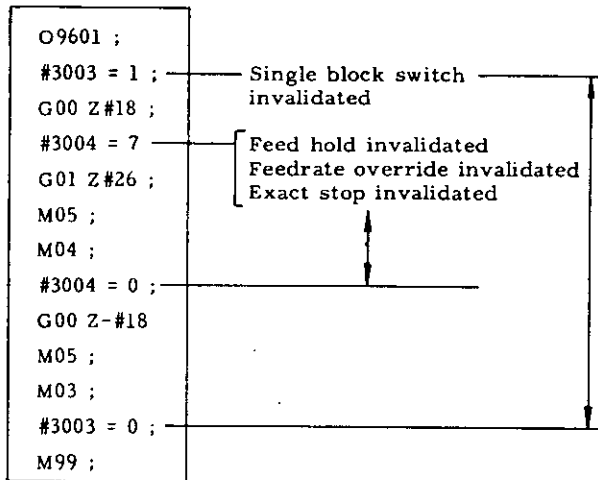 O9601 ;
#3003 = 1 ;
Single block switch
invalidated
G00 Z#18 ;
#3004 = 7
Feed hold invalidated
Feedrate override invalidated
Exact stop invalidated
G01 Z#26 ;
M05 ;
M04 ;
#3004 = 0 ;
G00 Z-#18
M05 ;
M03 ;
#3003 = 0 ;
M99 ;